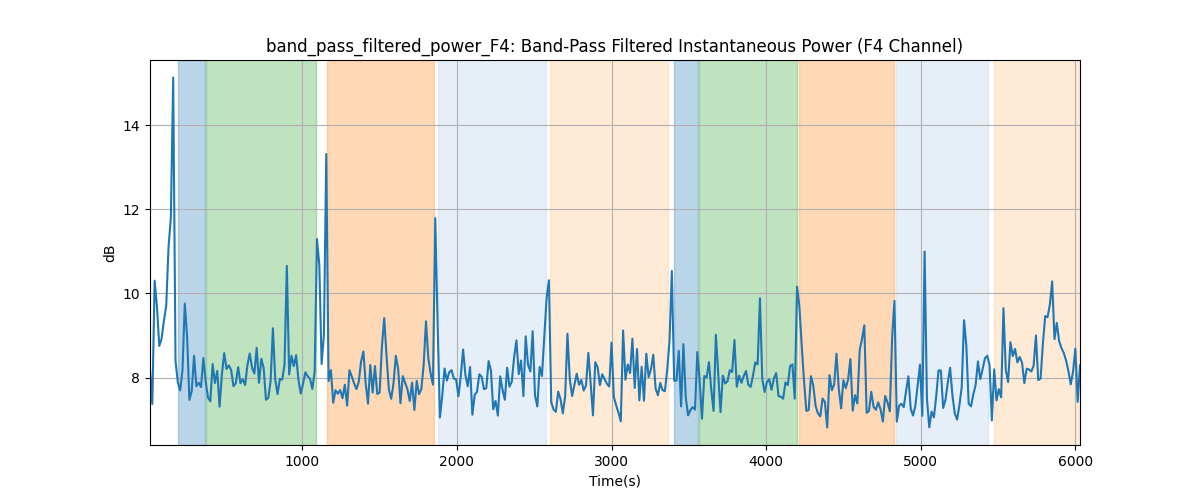 band_pass_filtered_power_F4: Band-Pass Filtered Instantaneous Power (F4 Channel)
14
12
10
8
dB
1000 2000 3000 4000 5000 6000
Time(s)